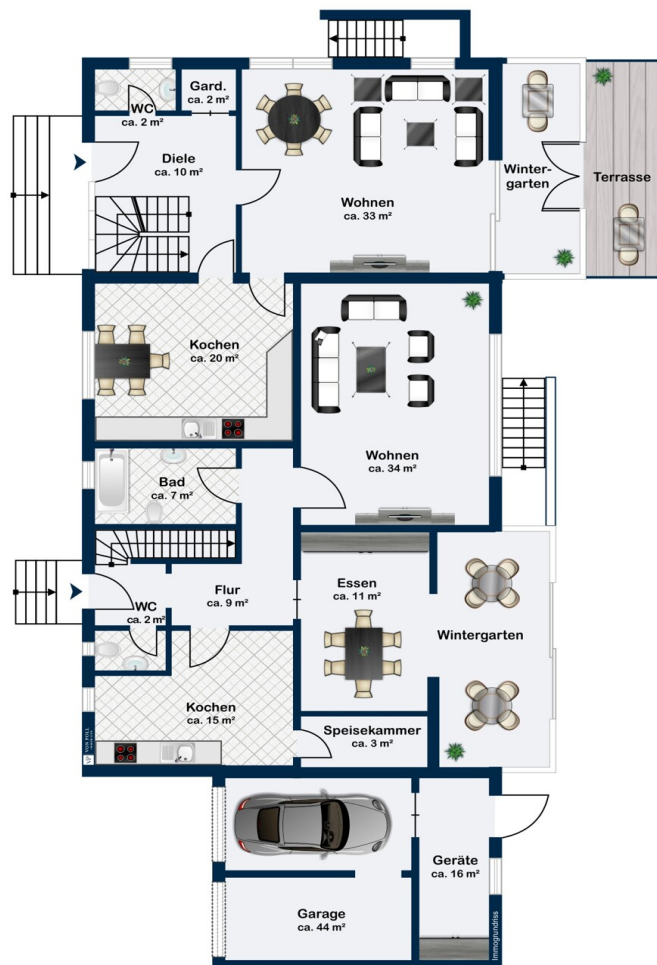 WC
ca. 2 m²
Gard.
ca. 2 m²
Diele
ca. 10 m²
Wohnen
ca. 33 m²
Winter-
garten
Terrasse
Kochen
ca. 20 m²
Wohnen
ca. 34 m²
Bad
ca. 7 m²
WC
ca. 2 m²
Flur
ca. 9 m²
Essen
ca. 11 m²
Wintergarten
Kochen
ca. 15 m²
Speisekammer
ca. 3 m²
VON POLL
Geräte
ca. 16 m²
Garage
ca. 44 m²
Immogrundriss